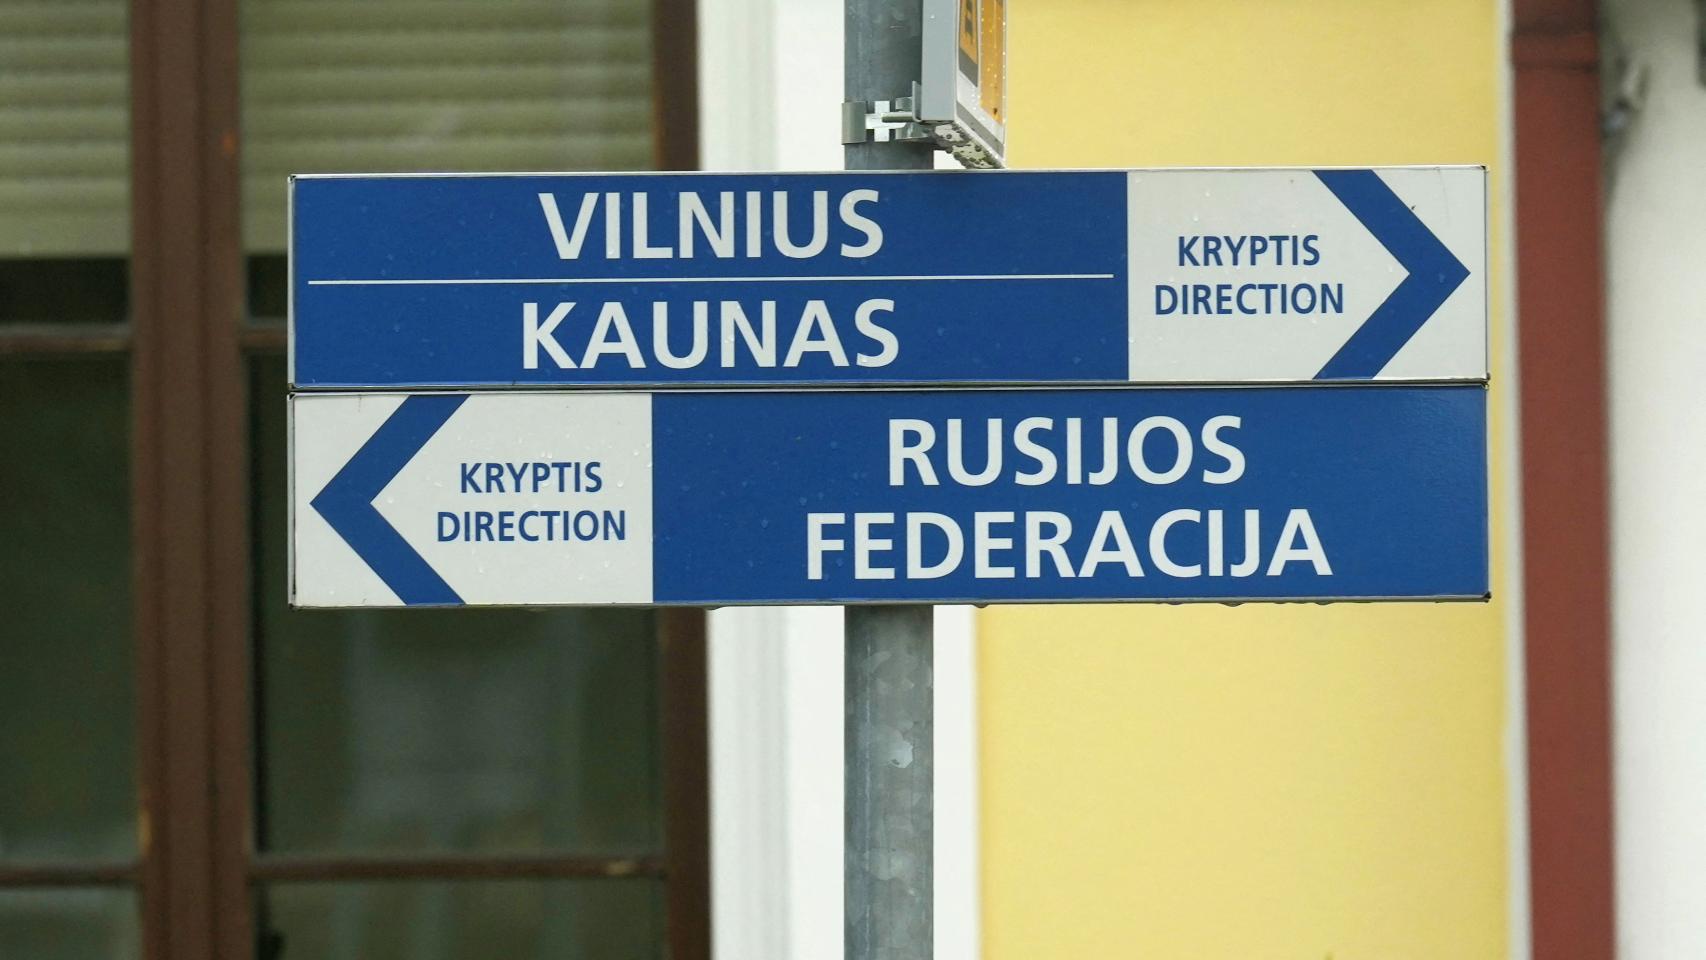 VILNIUS
KAUNAS
KRYPTIS
DIRECTION
KRYPTIS
DIRECTION
RUSIJOS
FEDERACIJA